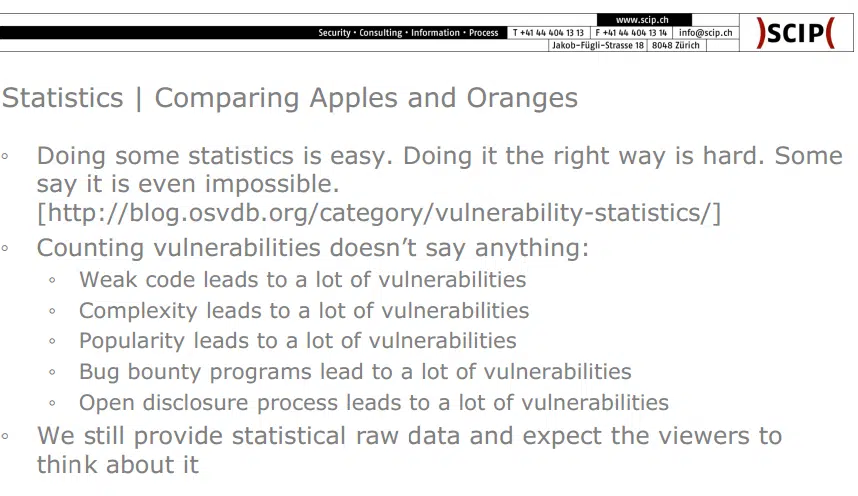 www.scip.ch
Security • Consulting • Information • Process
T +41 44 404 13 13
F +41 44 404 13 14
info@scip.ch
Jakob-Fügli-Strasse 18
8048 Zürich
)SCIP(
Statistics | Comparing Apples and Oranges
◦ Doing some statistics is easy. Doing it the right way is hard. Some
say it is even impossible.
[http://blog.osvdb.org/category/vulnerability-statistics/]
◦ Counting vulnerabilities doesn’t say anything:
◦ Weak code leads to a lot of vulnerabilities
◦ Complexity leads to a lot of vulnerabilities
◦ Popularity leads to a lot of vulnerabilities
◦ Bug bounty programs lead to a lot of vulnerabilities
◦ Open disclosure process leads to a lot of vulnerabilities
◦ We still provide statistical raw data and expect the viewers to
think about it